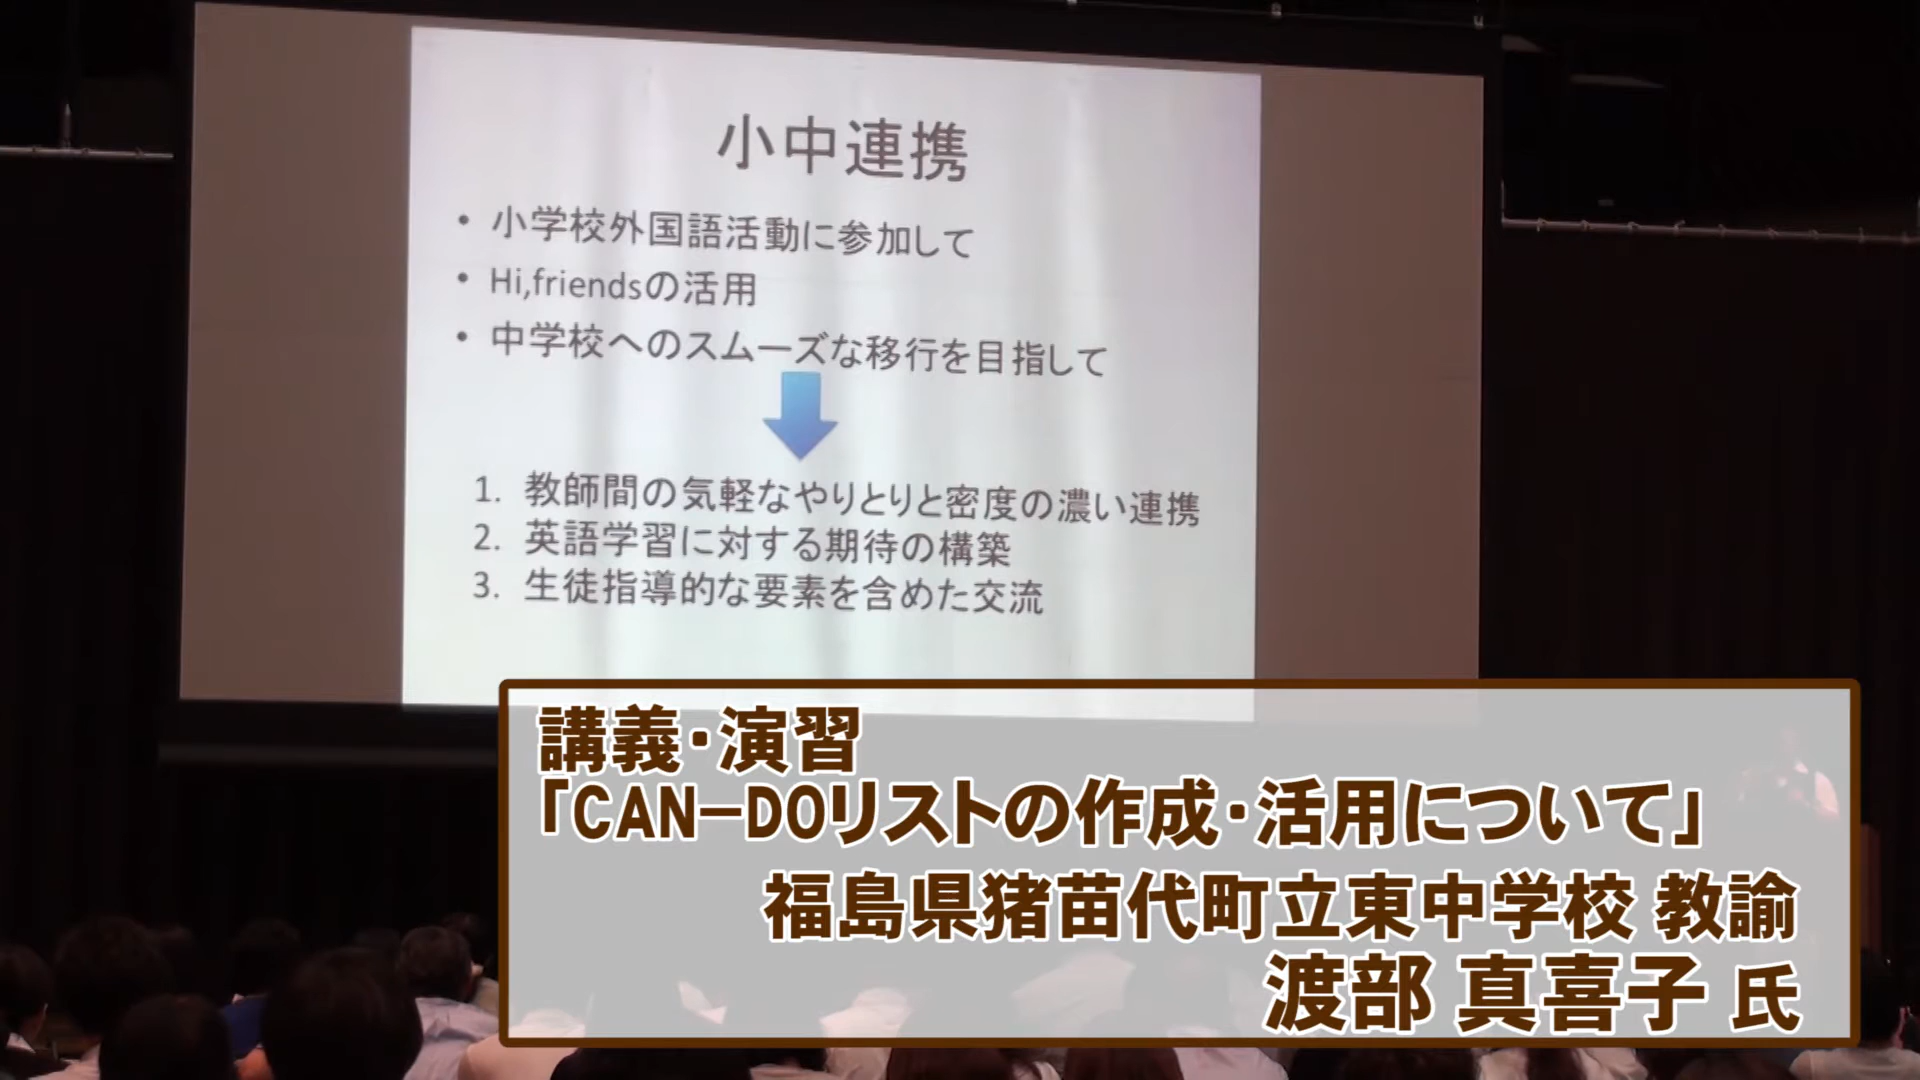 小中連携
• 小学校外国語活動に参加して
• Hi,friendsの活用
• 中学校へのスムーズな移行を目指して
1. 教師間の気軽なやりとりと密度の濃い連携
2. 英語学習に対する期待の構築
3. 生徒指導的な要素を含めた交流
講義・演習
「CAN－DOリストの作成・活用について」
福島県猪苗代町立東中学校 教諭
渡部 真喜子 氏